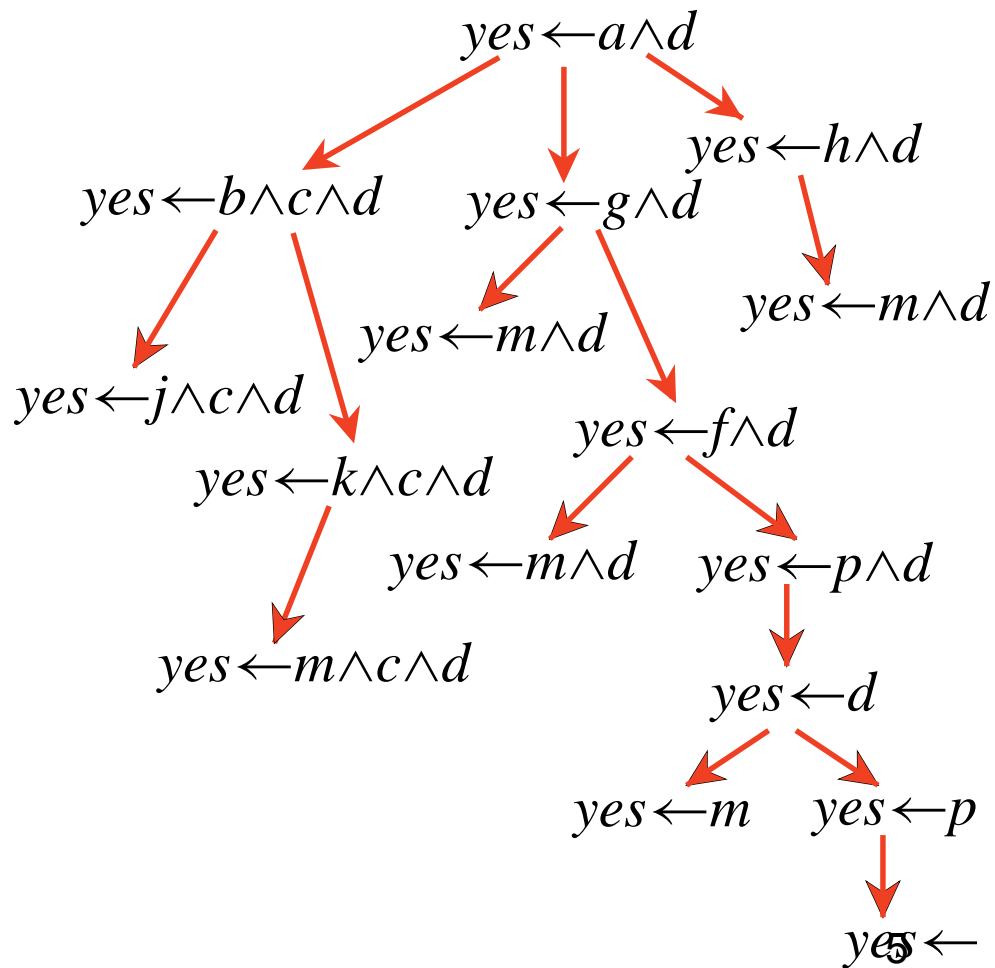 yes←a∧d
yes←h∧d
yes←b∧c∧d
yes←g∧d
yes←m∧d
yes←m∧d
yes←j∧c∧d
yes←f∧d
yes←k∧c∧d
yes←m∧d
yes←p∧d
yes←m∧c∧d
yes←d
yes←m
yes←p
yes←
5